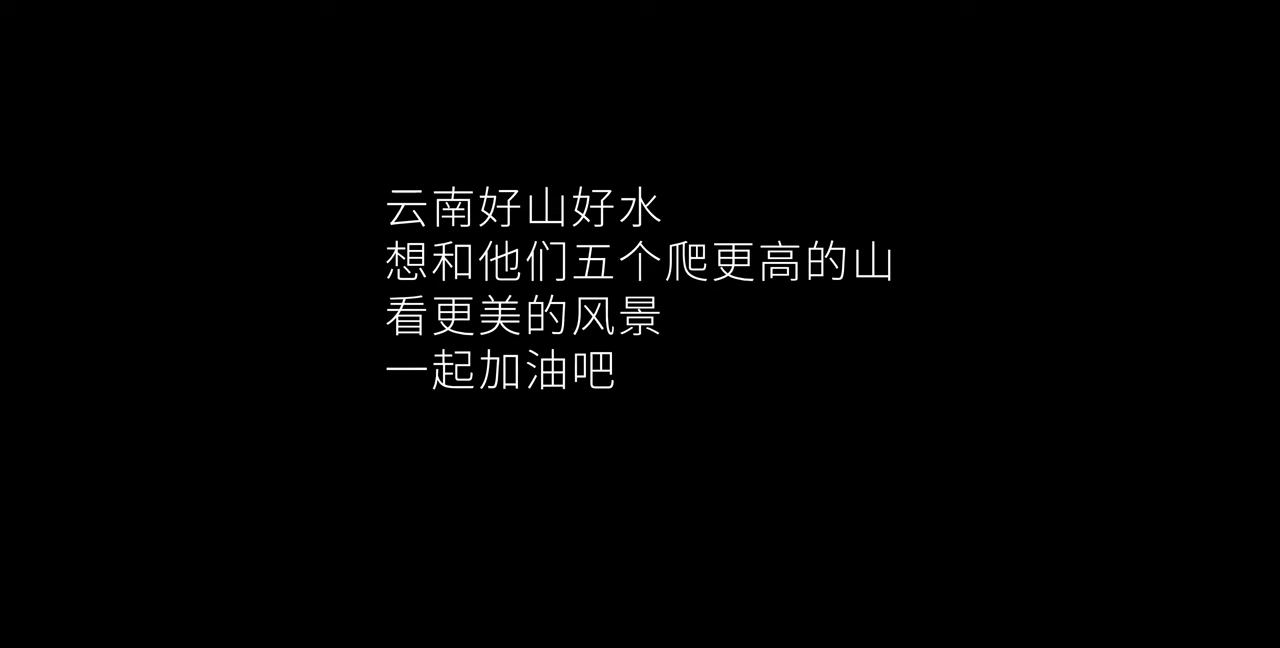 云南好山好水
想和他们五个爬更高的山
看更美的风景
一起加油吧